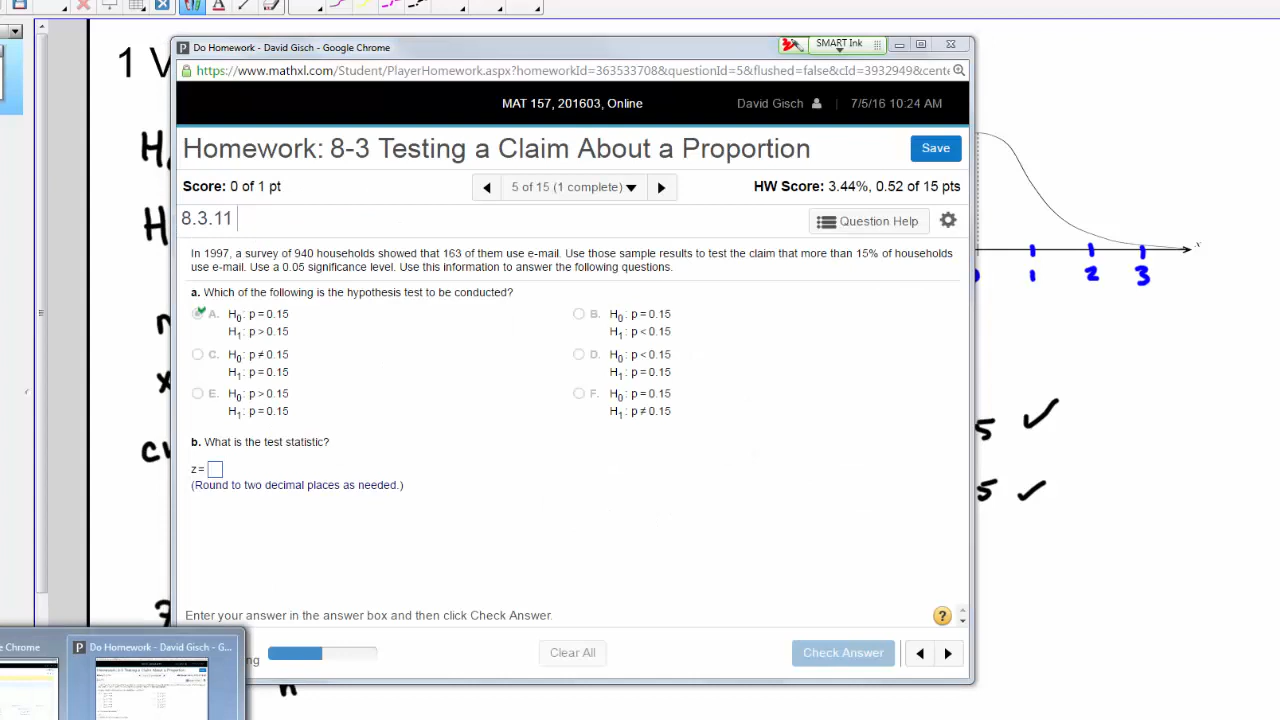 1 V
Do Homework - David Gisch - Google Chrome
SMART Ink
https://www.mathxl.com/Student/PlayerHomework.aspx?homeworkId=363533708&questionId=5&flushed=false&cId=3932949&cente
MAT 157, 201603, Online
David Gisch
7/5/16 10:24 AM
Homework: 8-3 Testing a Claim About a Proportion
Save
Score: 0 of 1 pt
5 of 15 (1 complete)
HW Score: 3.44%, 0.52 of 15 pts
8.3.11
Question Help
In 1997, a survey of 940 households showed that 163 of them use e-mail. Use those sample results to test the claim that more than 15% of households
use e-mail. Use a 0.05 significance level. Use this information to answer the following questions.
a. Which of the following is the hypothesis test to be conducted?
A. H0: p = 0.15
H1: p > 0.15
B. H0: p = 0.15
H1: p < 0.15
C. H0: p ≠ 0.15
H1: p = 0.15
D. H0: p < 0.15
H1: p = 0.15
E. H0: p > 0.15
H1: p = 0.15
F. H0: p = 0.15
H1: p ≠ 0.15
b. What is the test statistic?
z =
(Round to two decimal places as needed.)
Enter your answer in the answer box and then click Check Answer.
?
Clear All
Check Answer
x
1 2 3
5 ✓
5 ✓
H
H
x
e Chrome
Do Homework - David Gisch - G...
ng
n